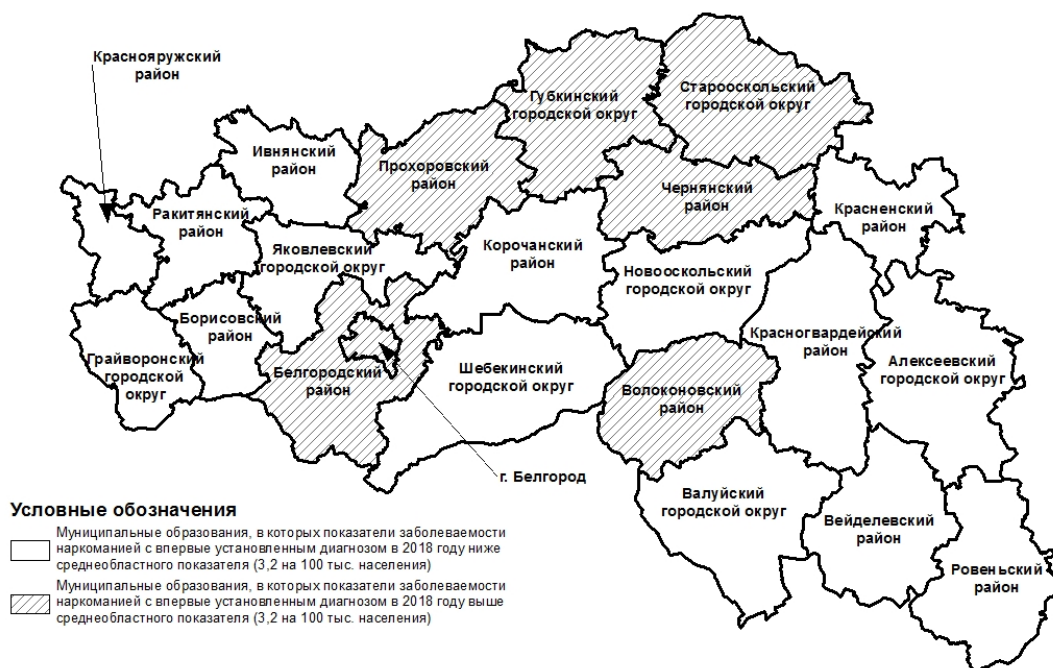 Краснояружский
район
Старооскольский
городской округ
Губкинский
городской округ
Ивнянский
район
Прохоровский
район
Чернянский
район
Красненский
район
Ракитянский
район
Яковлевский
городской округ
Корочанский
район
Новооскольский
городской округ
Борисовский
район
Красногвардейский
район
Грайворонский
городской
округ
Белгородский
район
Шебекинский
городской округ
Алексеевский
городской округ
Волоконовский
район
г. Белгород
Валуйский
городской округ
Вейделевский
район
Ровеньский
район
Условные обозначения
Муниципальные образования, в которых показатели заболеваемости
наркоманией с впервые установленным диагнозом в 2018 году ниже
среднеобластного показателя (3,2 на 100 тыс. населения)
Муниципальные образования, в которых показатели заболеваемости
наркоманией с впервые установленным диагнозом в 2018 году выше
среднеобластного показателя (3,2 на 100 тыс. населения)